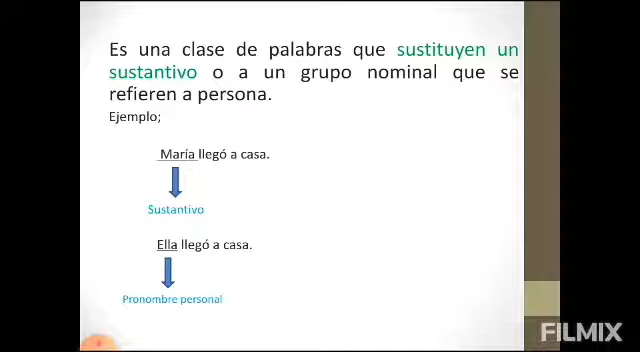 Es una clase de palabras que sustituyen un
sustantivo o a un grupo nominal que se
refieren a persona.
Ejemplo;
María llegó a casa.
Sustantivo
Ella llegó a casa.
Pronombre personal
FILMIX